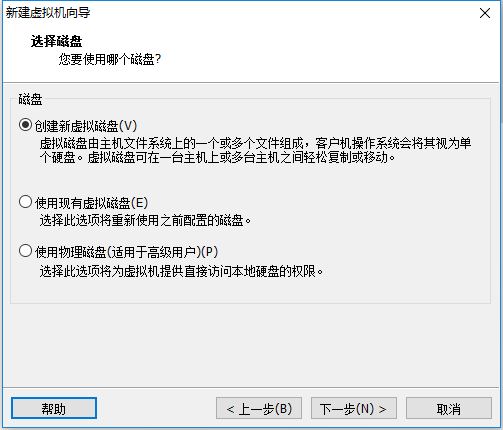 新建虚拟机向导
选择磁盘
您要使用哪个磁盘?
磁盘
创建新虚拟磁盘(V)
虚拟磁盘由主机文件系统上的一个或多个文件组成，客户机操作系统会将其视为单
个硬盘。虚拟磁盘可在一台主机上或多台主机之间轻松复制或移动。
使用现有虚拟磁盘(E)
选择此选项将重新使用之前配置的磁盘。
使用物理磁盘(适用于高级用户)(P)
选择此选项将为虚拟机提供直接访问本地硬盘的权限。
帮助
< 上一步(B)
下一步(N) >
取消